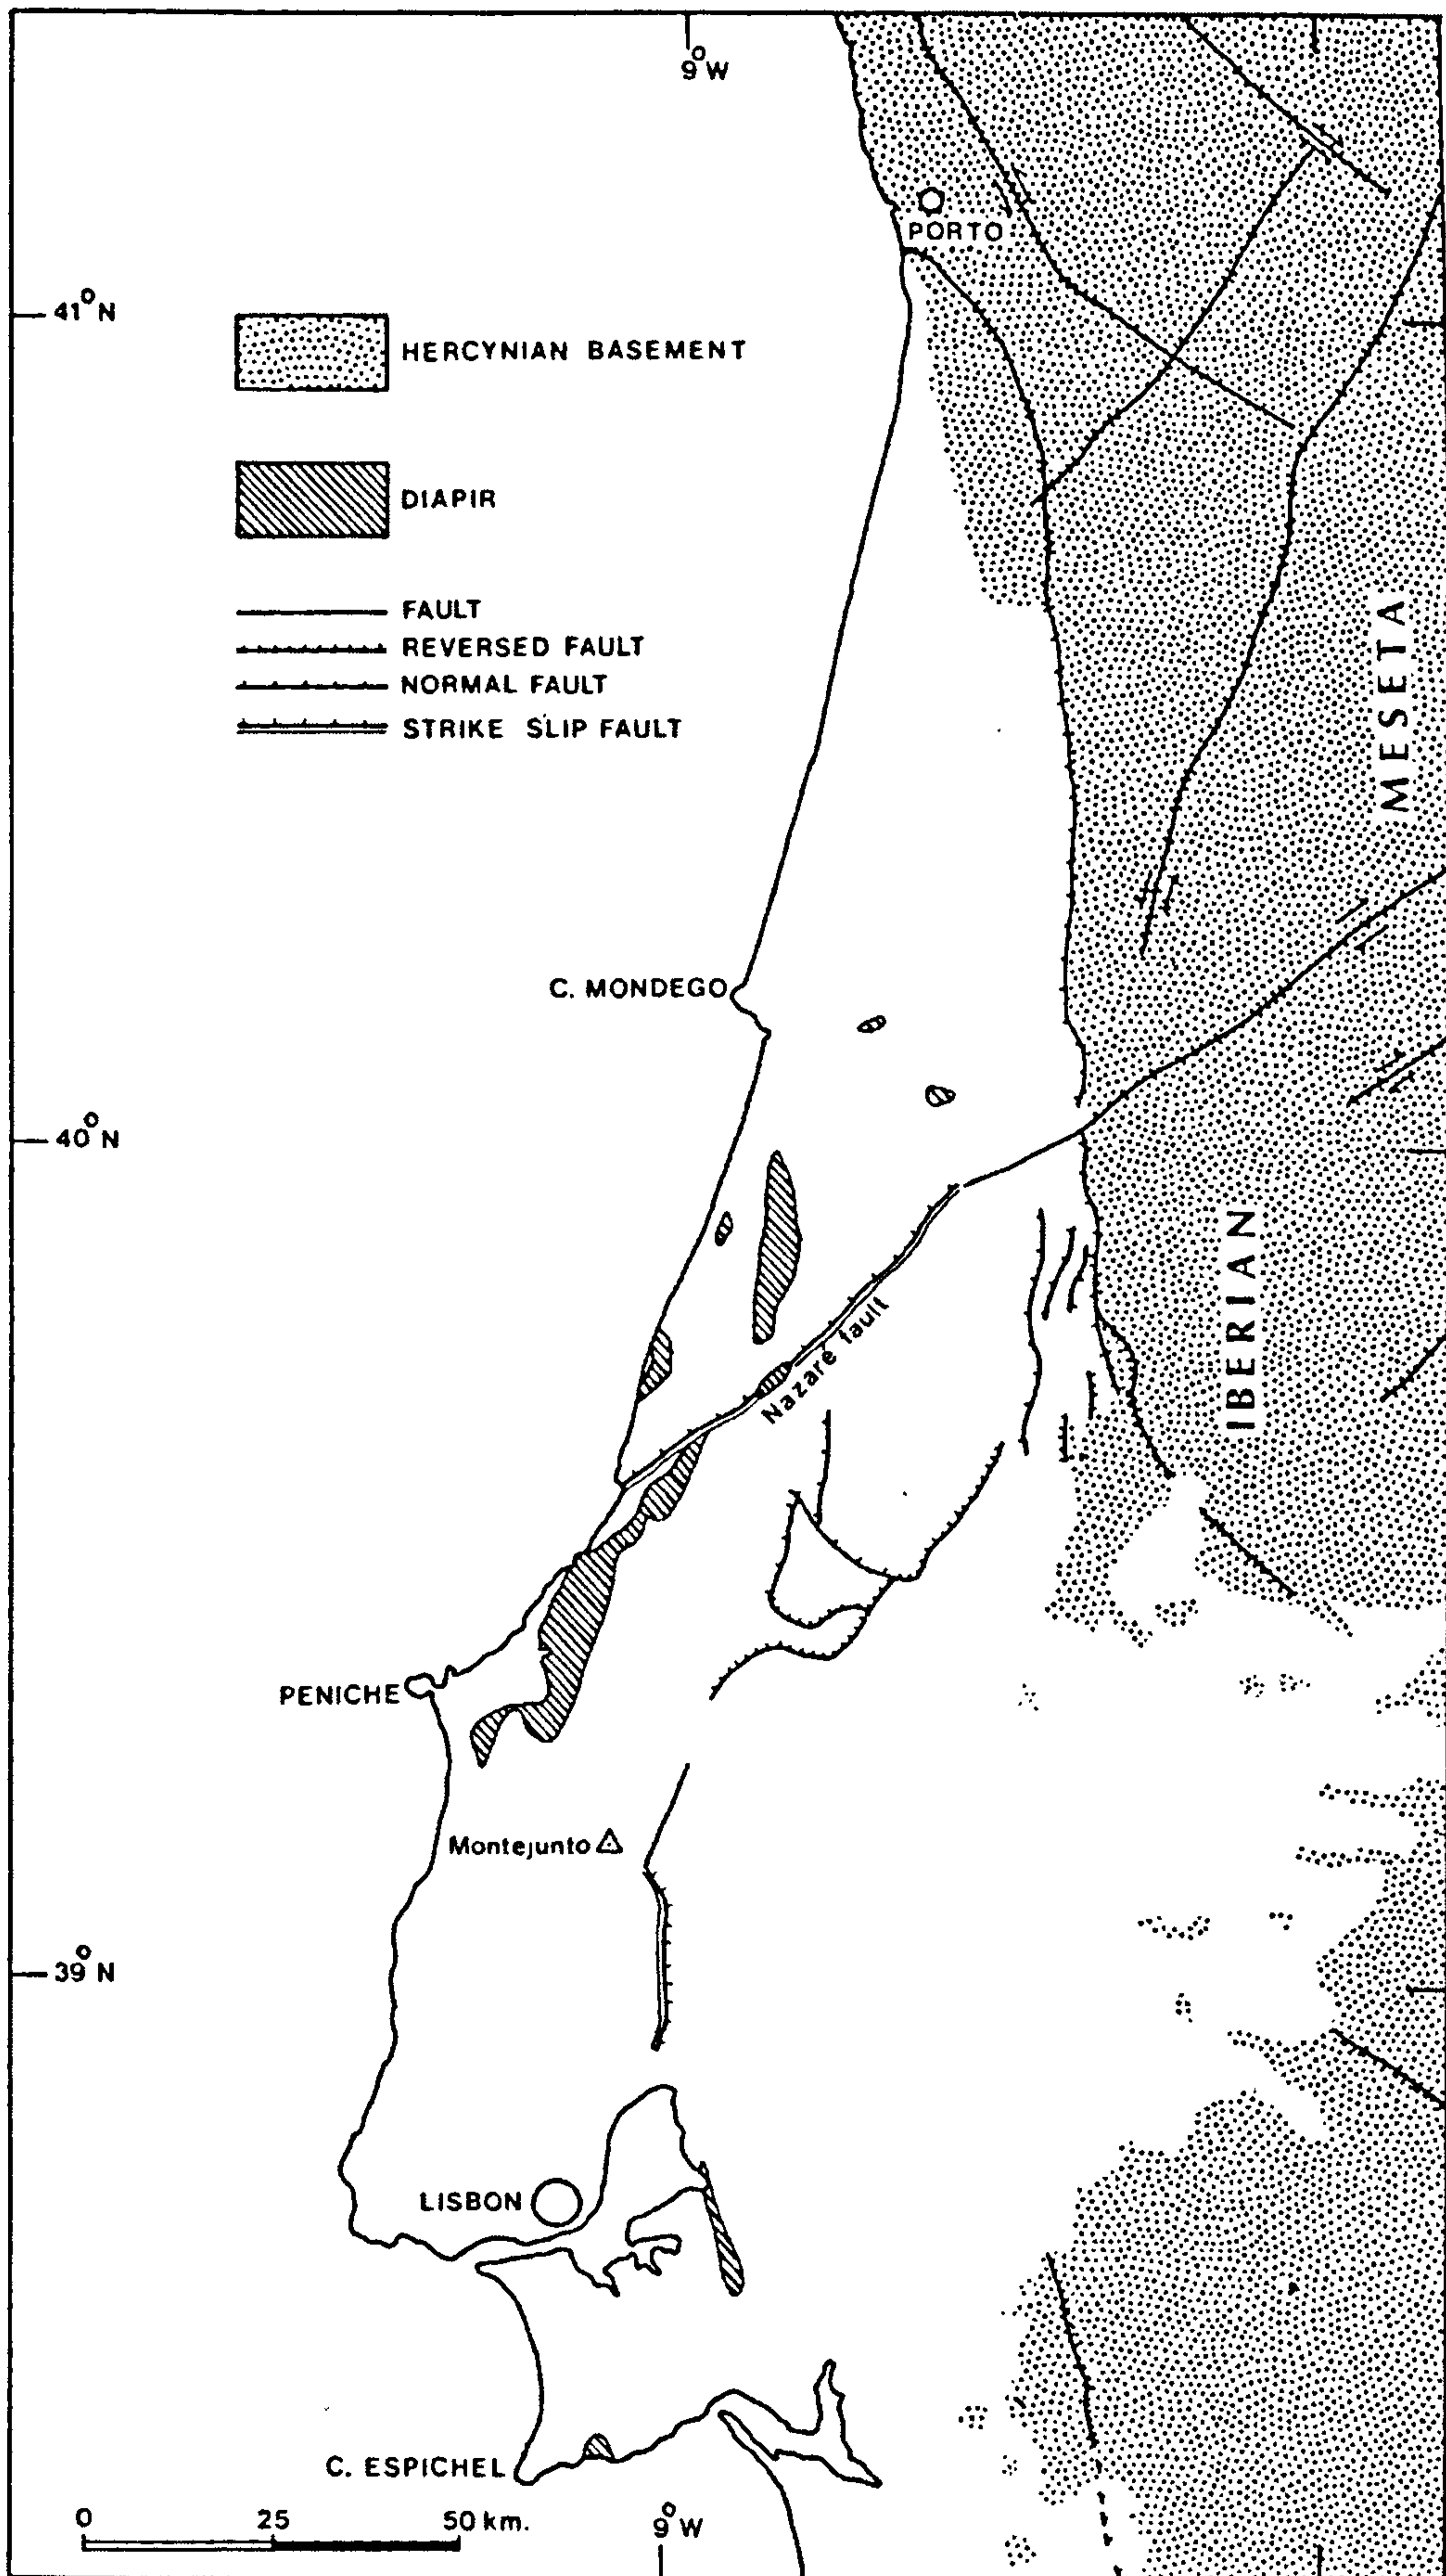 9°W
PORTO
41°N
HERCYNIAN BASEMENT
DIAPIR
FAULT
REVERSED FAULT
NORMAL FAULT
STRIKE SLIP FAULT
MESETA
C. MONDEGO
40°N
IBERIAN
Nazaré fault
PENICHE
Montejunto
39°N
LISBON
C. ESPICHEL
0 25 50 km.
9°W